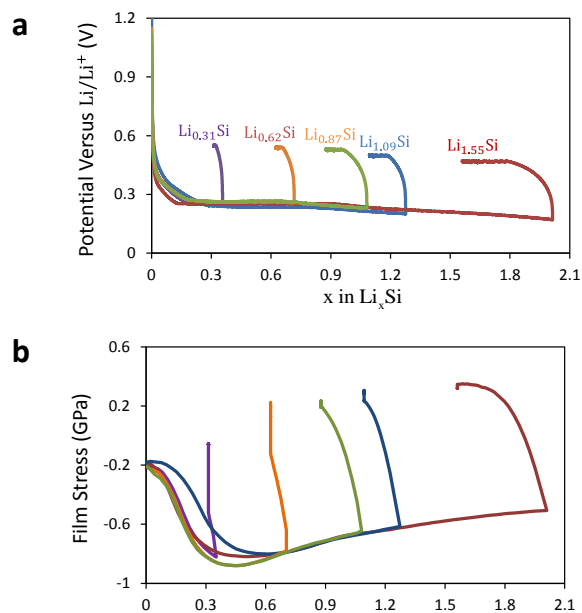 a
Potential Versus Li/Li⁺ (V)
1.2
0.9
0.6
0.3
0
Li₀.₃₁Si
Li₀.₆₂Si
Li₀.₈₇Si
Li₁.₀₉Si
Li₁.₅₅Si
0 0.3 0.6 0.9 1.2 1.5 1.8 2.1
x in LiₓSi
b
Film Stress (GPa)
0.6
0.2
-0.2
-0.6
-1
0 0.3 0.6 0.9 1.2 1.5 1.8 2.1